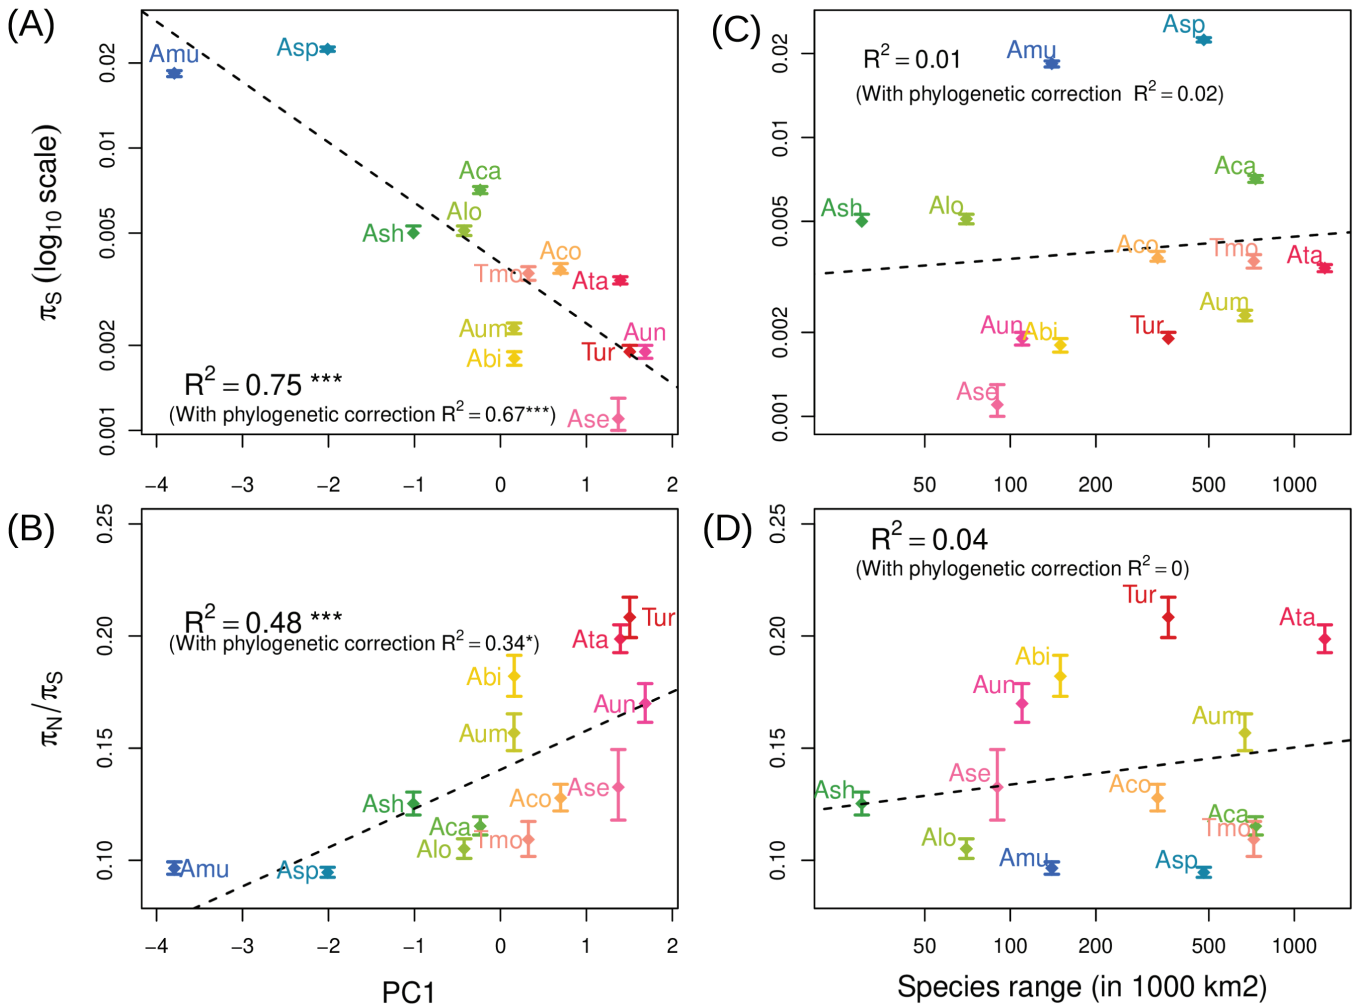 (A)
πS (log10 scale)
0.02
0.01
0.005
0.002
0.001
Amu
Asp
Aca
Alo
Ash
Aco
Tmo
Ata
Aum
Abi
Aun
Tur
Ase
R2 = 0.75 ***
(With phylogenetic correction R2 = 0.67***)
−4 −3 −2 −1 0 1 2
(C)
0.02
0.01
0.005
0.002
0.001
R2 = 0.01
(With phylogenetic correction R2 = 0.02)
Asp
Amu
Aca
Ash
Alo
Aco
Tmo
Ata
Aum
Aun
Abi
Tur
Ase
50 100 200 500 1000
(B)
πN/πS
0.25
0.20
0.15
0.10
R2 = 0.48 ***
(With phylogenetic correction R2 = 0.34*)
Tur
Ata
Abi
Aun
Aum
Ase
Aco
Ash
Aca
Tmo
Alo
Amu
Asp
−4 −3 −2 −1 0 1 2
PC1
(D)
0.25
0.20
0.15
0.10
R2 = 0.04
(With phylogenetic correction R2 = 0)
Tur
Ata
Abi
Aun
Aum
Ase
Aco
Ash
Aca
Tmo
Alo
Amu
Asp
50 100 200 500 1000
Species range (in 1000 km2)